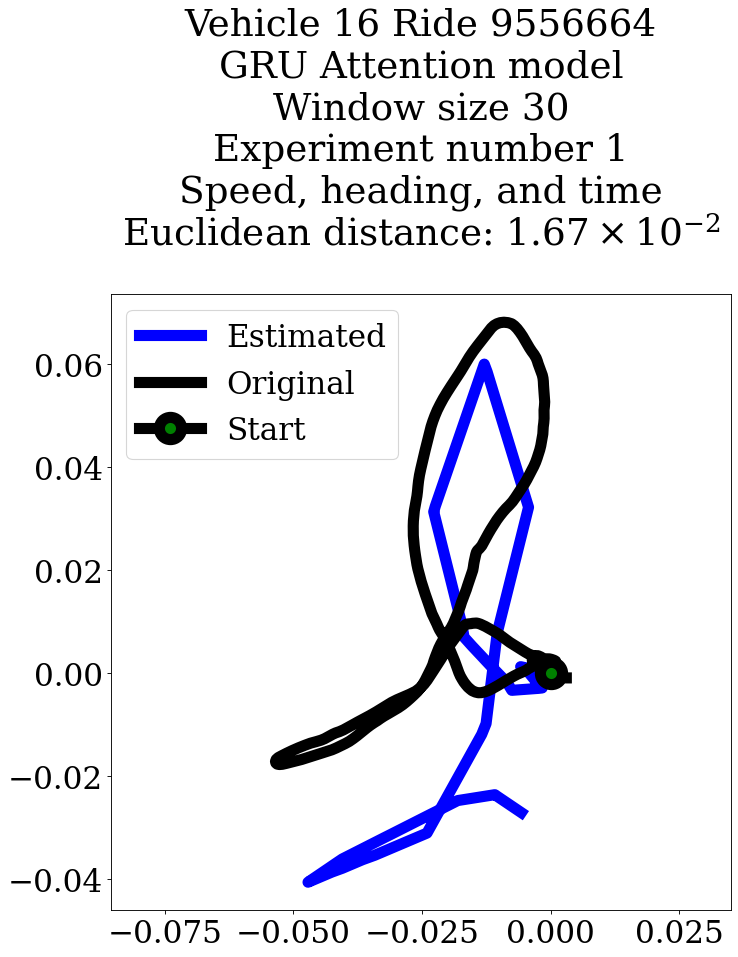 Vehicle 16 Ride 9556664
GRU Attention model
Window size 30
Experiment number 1
Speed, heading, and time
Euclidean distance: 1.67 × 10⁻²
Estimated
Original
Start
0.06
0.04
0.02
0.00
−0.02
−0.04
−0.075 −0.050 −0.025 0.000 0.025